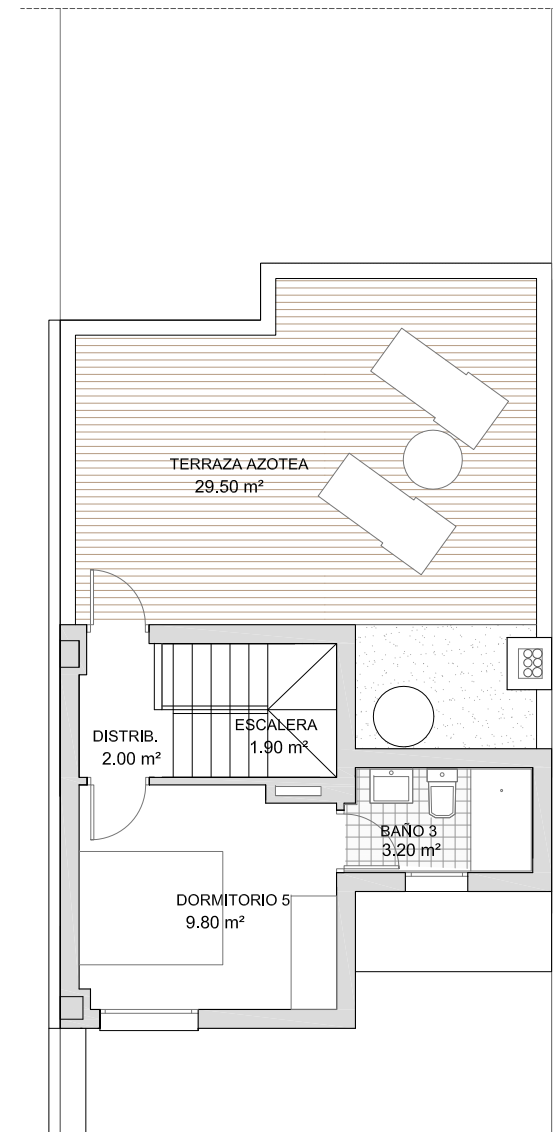 TERRAZA AZOTEA
29.50 m²
ESCALERA
1.90 m²
DISTRIB.
2.00 m²
BAÑO 3
3.20 m²
DORMITORIO 5
9.80 m²